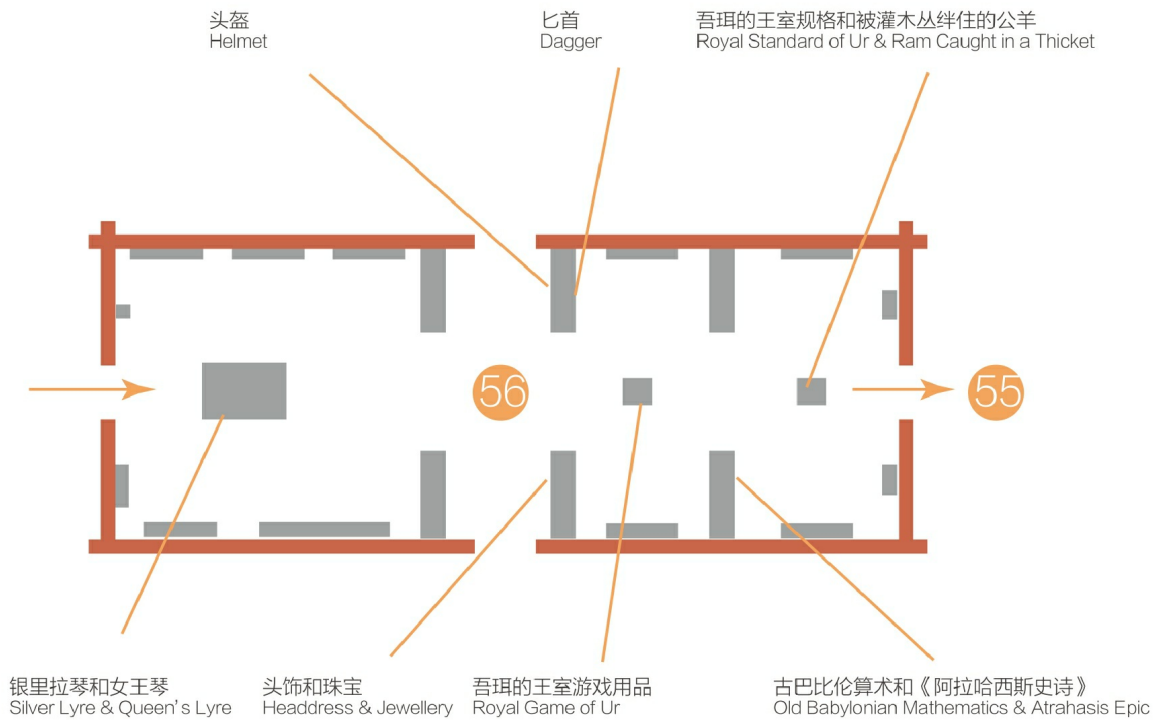 头盔
Helmet
匕首
Dagger
吾珥的王室规格和被灌木丛绊住的公羊
Royal Standard of Ur & Ram Caught in a Thicket
56
55
银里拉琴和女王琴
Silver Lyre & Queen's Lyre
头饰和珠宝
Headdress & Jewellery
吾珥的王室游戏用品
Royal Game of Ur
古巴比伦算术和《阿拉哈西斯史诗》
Old Babylonian Mathematics & Atrahasis Epic